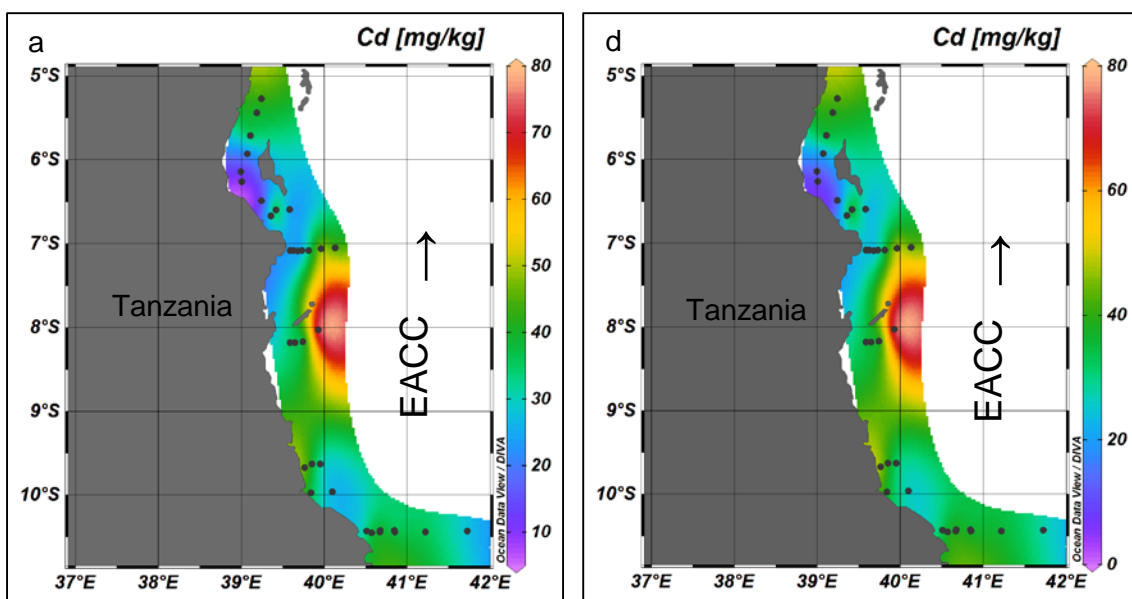 a
Cd [mg/kg]
5°S
6°S
7°S
8°S
9°S
10°S
Tanzania
EACC
37°E 38°E 39°E 40°E 41°E 42°E
80
70
60
50
40
30
20
10
Ocean Data View / DIVA
d
Cd [mg/kg]
5°S
6°S
7°S
8°S
9°S
10°S
Tanzania
EACC
37°E 38°E 39°E 40°E 41°E 42°E
80
60
40
20
0
Ocean Data View / DIVA